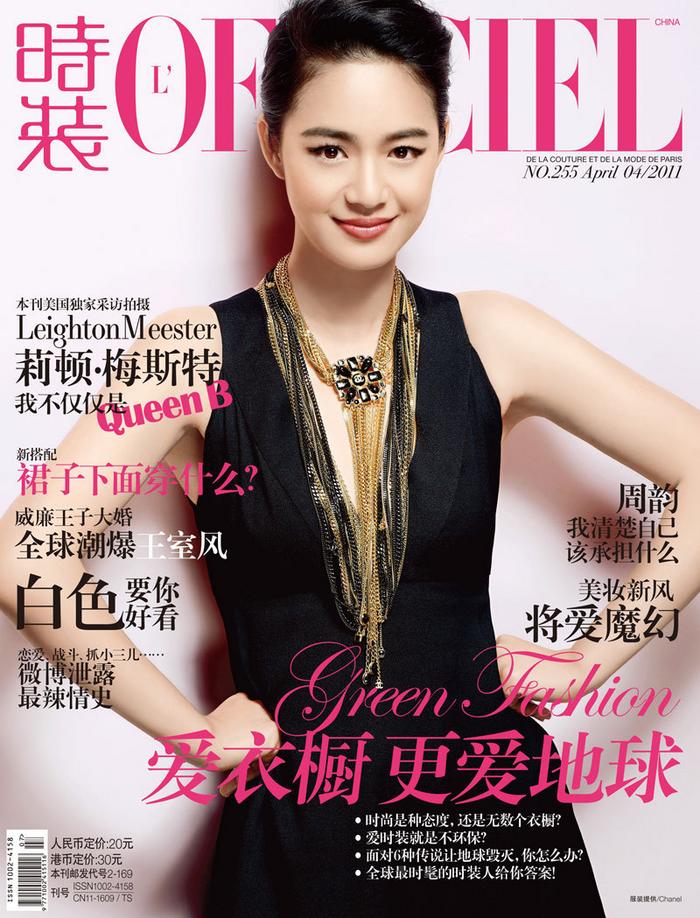 時装
L'OFFICIEL
CHINA
DE LA COUTURE ET DE LA MODE DE PARIS
NO.255 April 04/2011
本刊美国独家采访拍摄
Leighton Meester
莉顿·梅斯特
我不仅仅是
Queen B
新搭配
裙子下面穿什么?
威廉王子大婚
全球潮爆王室风
白色要你
好看
恋爱、战斗、抓小三儿……
微博泄露
最辣情史
周韵
我清楚自己
该承担什么
美妆新风
将爱魔幻
Green Fashion
爱衣橱 更爱地球
• 时尚是种态度，还是无数个衣橱?
• 爱时装就是不环保?
• 面对6种传说让地球毁灭，你怎么办?
• 全球最时髦的时装人给你答案!
ISSN 1002-4158
07
9771002415116
人民币定价:20元
港币定价:30元
本刊邮发代号2-169
刊号 ISSN1002-4158
CN11-1609 / TS
服装提供/Chanel